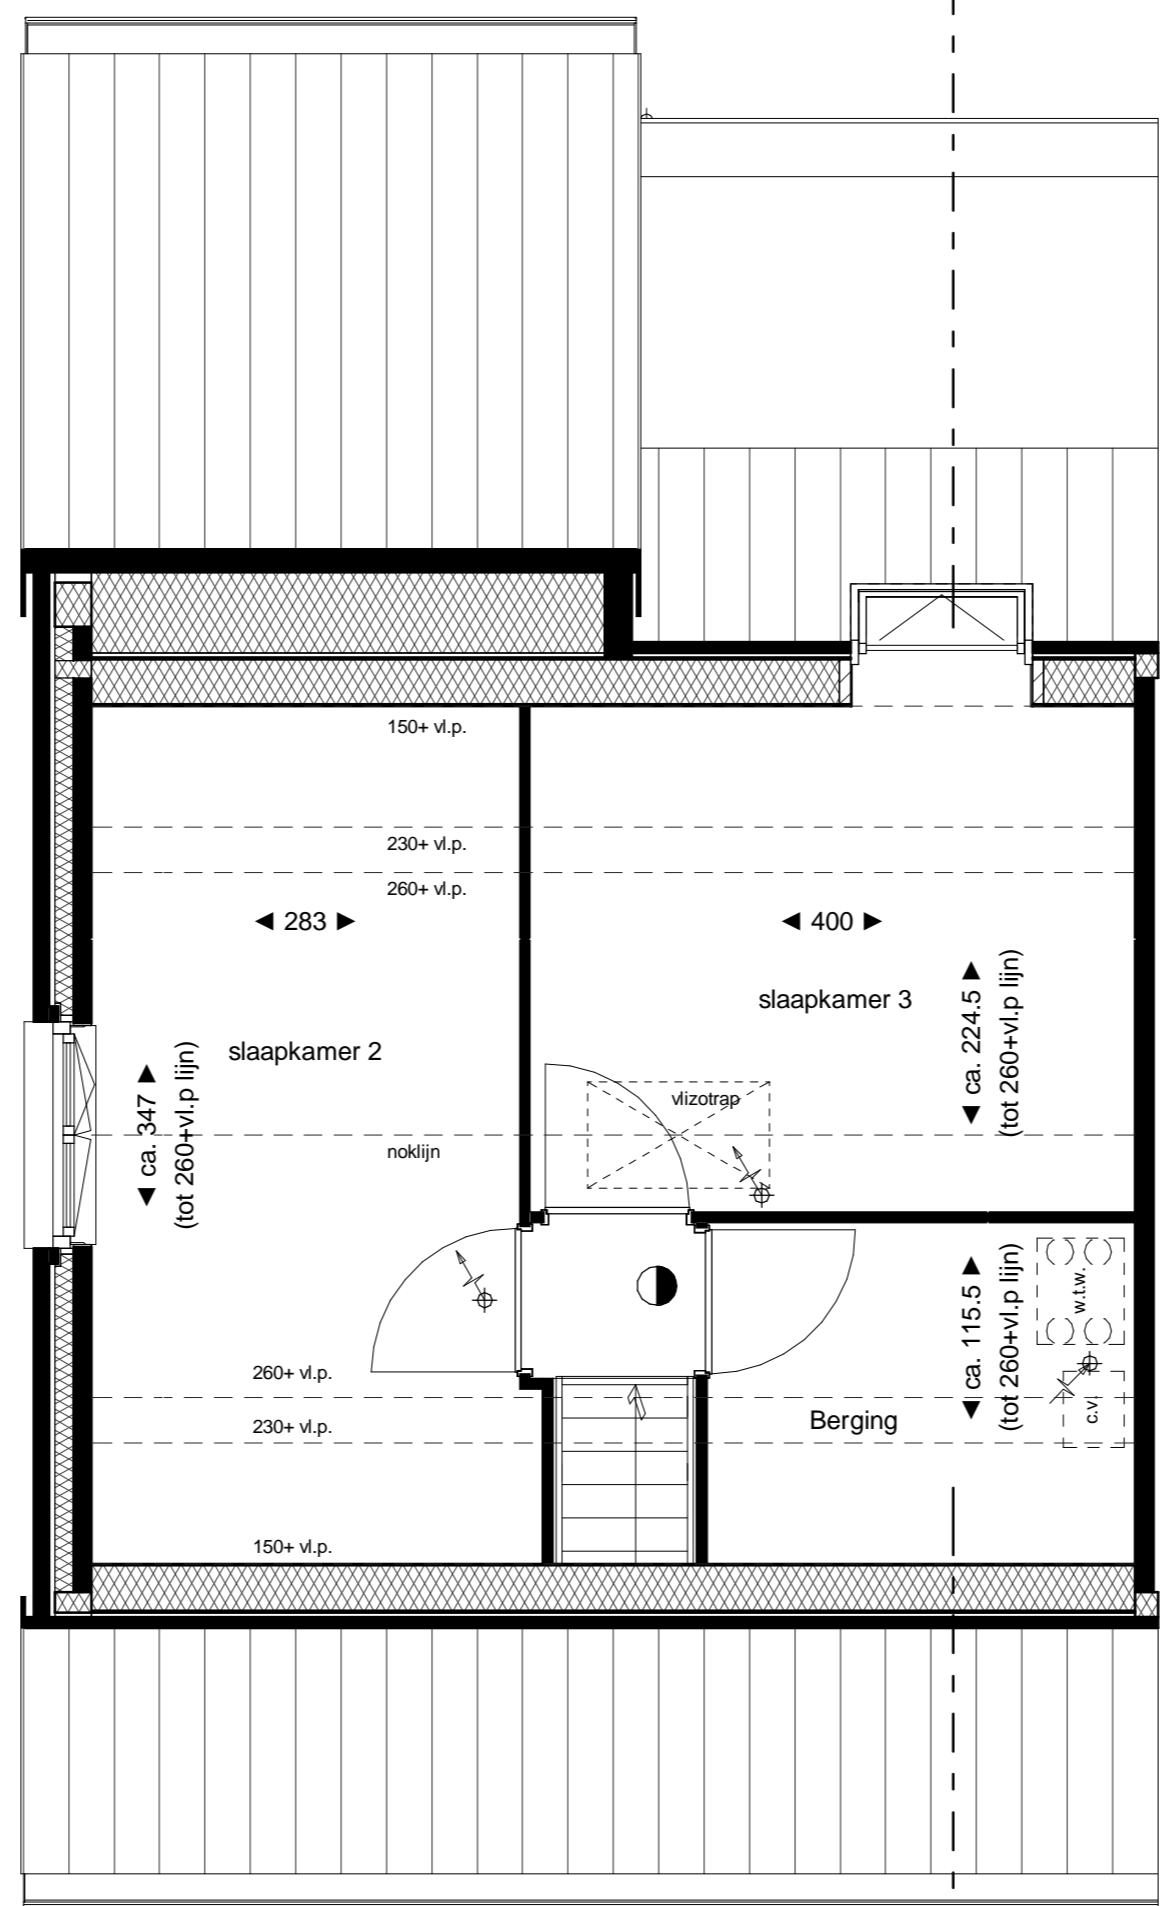 150+ vl.p.
230+ vl.p.
260+ vl.p.
◄ 283 ►
◄ 400 ►
slaapkamer 3
◄ ca. 224.5 ►
(tot 260+vl.p lijn)
slaapkamer 2
◄ ca. 347 ►
(tot 260+vl.p lijn)
vlizotrap
noklijn
w.t.w.
◄ ca. 115.5 ►
(tot 260+vl.p lijn)
260+ vl.p.
c.v.
Berging
230+ vl.p.
150+ vl.p.